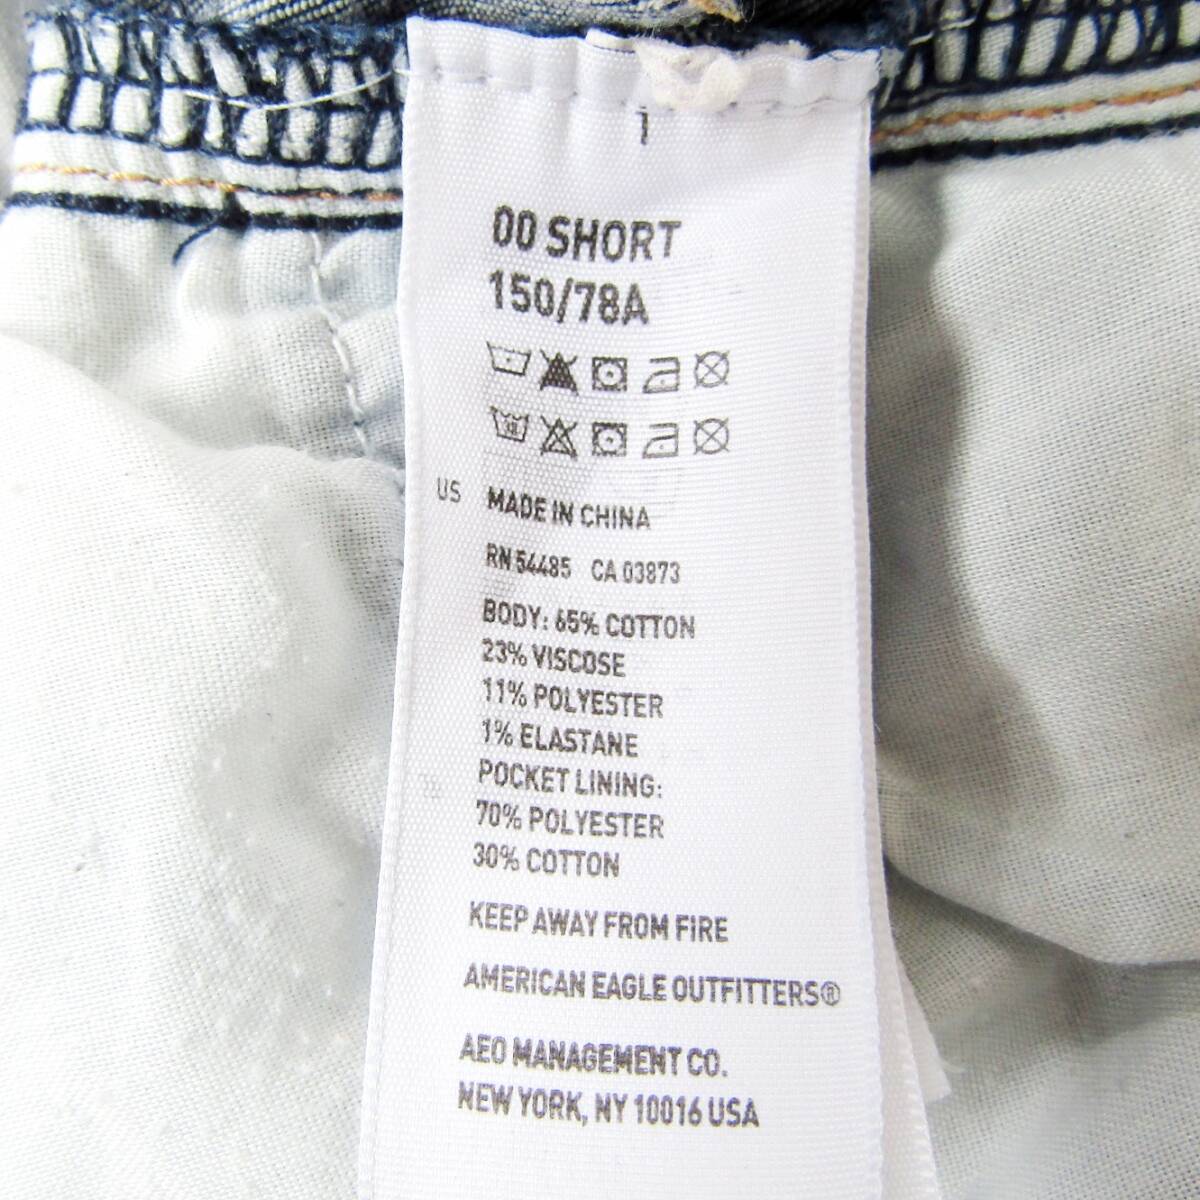 1
00 SHORT
150/78A
US MADE IN CHINA
RN 54485 CA 03873
BODY: 65% COTTON
23% VISCOSE
11% POLYESTER
1% ELASTANE
POCKET LINING:
70% POLYESTER
30% COTTON
KEEP AWAY FROM FIRE
AMERICAN EAGLE OUTFITTERS®
AEO MANAGEMENT CO.
NEW YORK, NY 10016 USA